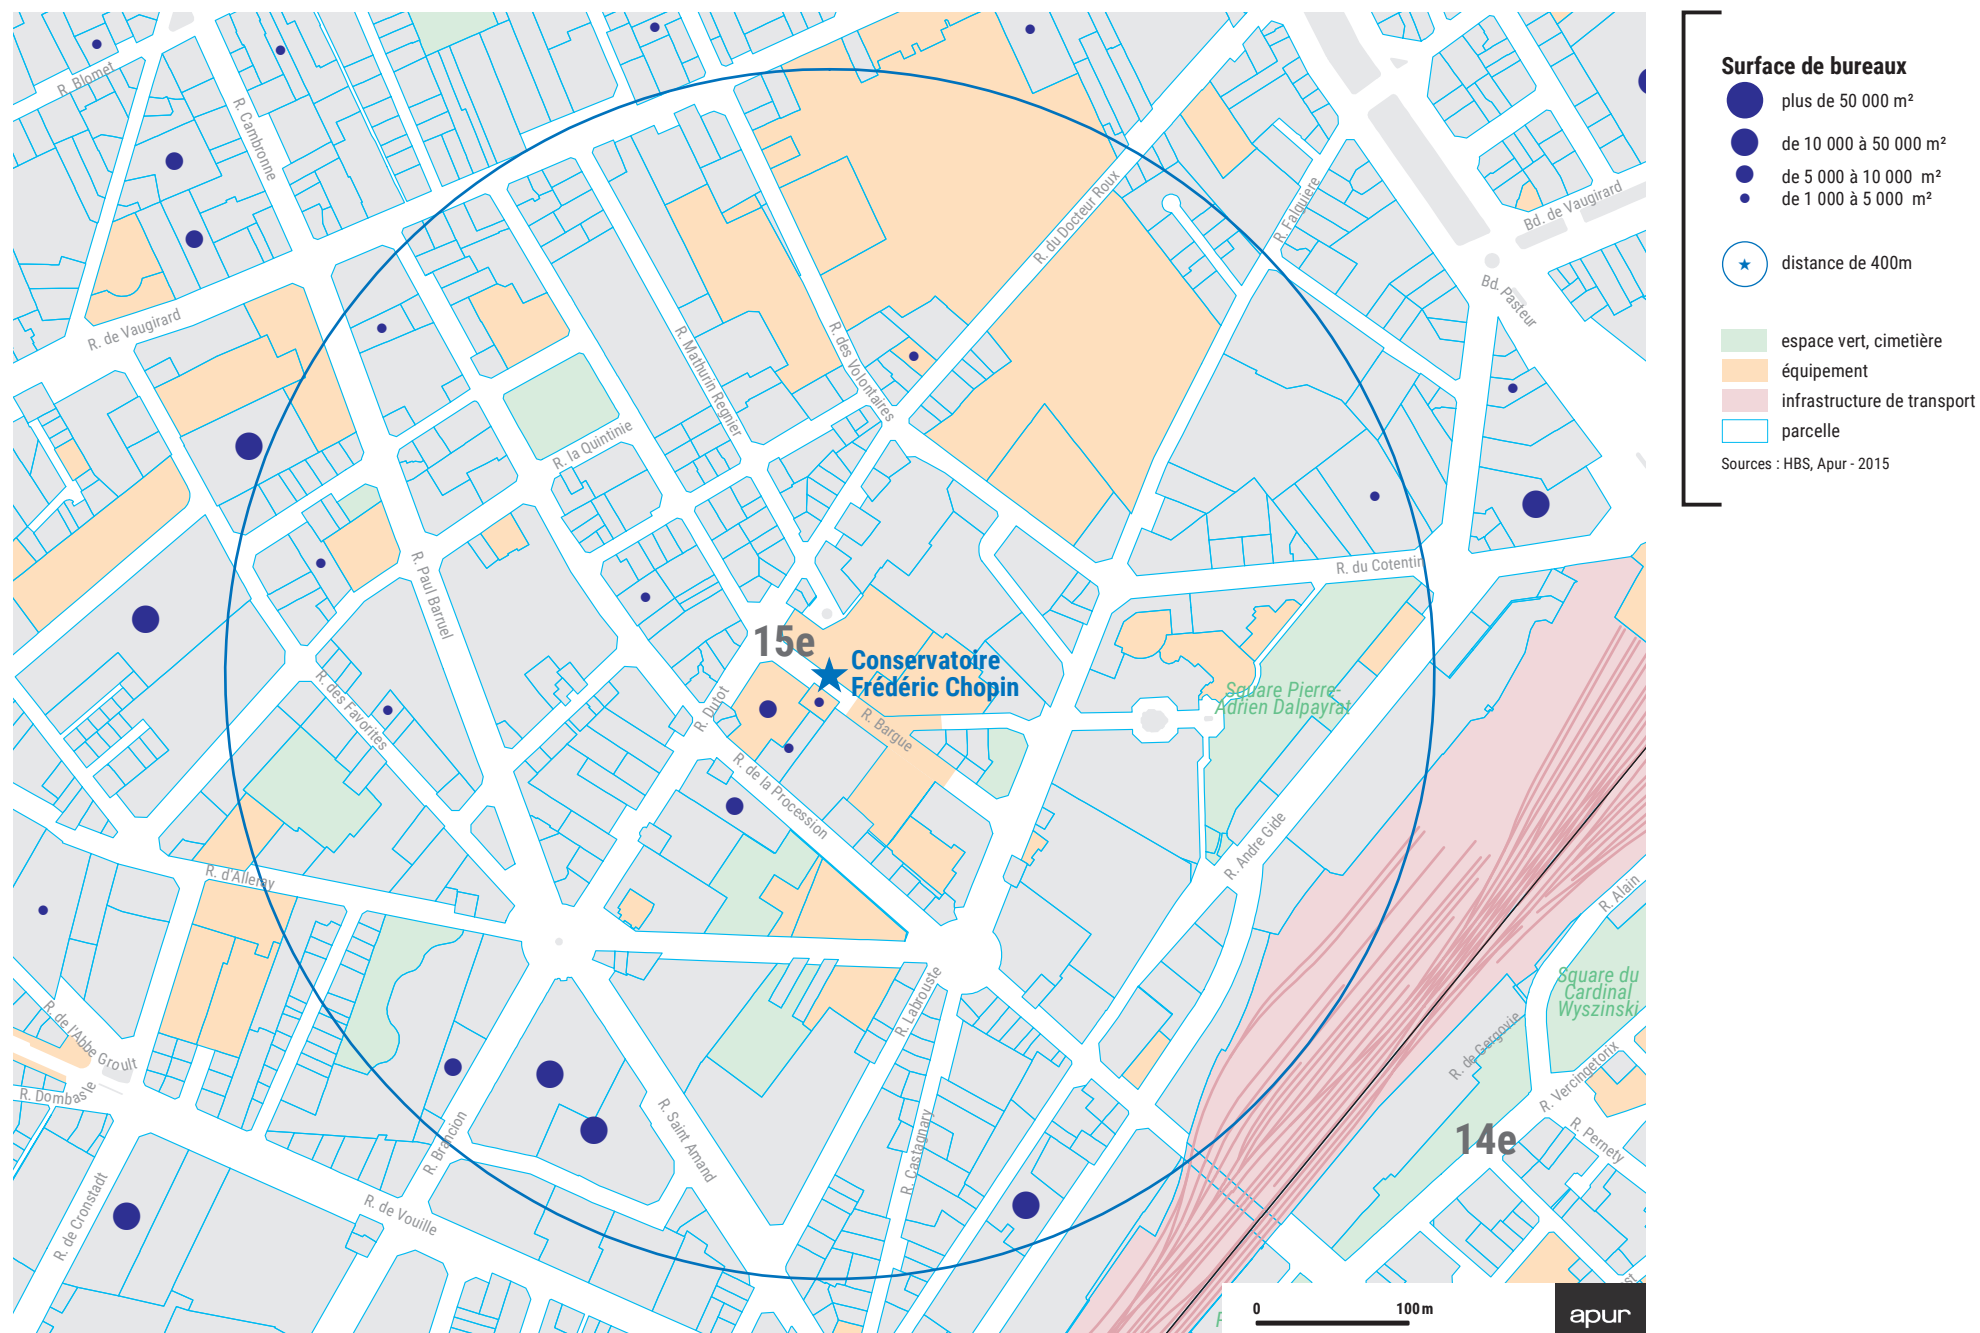 Surface de bureaux
plus de 50 000 m²
de 10 000 à 50 000 m²
de 5 000 à 10 000 m²
de 1 000 à 5 000 m²
distance de 400m
espace vert, cimetière
équipement
infrastructure de transport
parcelle
Sources : HBS, Apur - 2015
R. Blomet
R. Cambronne
R. de Vaugirard
R. du Docteur Roux
R. Falguiere
Bd. de Vaugirard
Bd. Pasteur
R. Mathurin Regnier
R. des Volontaires
R. la Quintinie
R. Paul Barruel
R. du Cotentin
15e
Conservatoire
Frédéric Chopin
R. des Favorites
R. Dutot
R. Bargue
Square Pierre-
Adrien Dalpayrat
R. de la Procession
R. d'Alleray
R. Andre Gide
R. Alain
Square du
Cardinal
Wyszinski
R. de l'Abbe Groult
R. Labrouste
R. de Gergovie
R. Vercingetorix
R. Dombasle
R. Brancion
R. Saint Amand
R. Castagnary
14e
R. Pernety
R. de Cronstadt
R. de Vouille
0 100m
apur